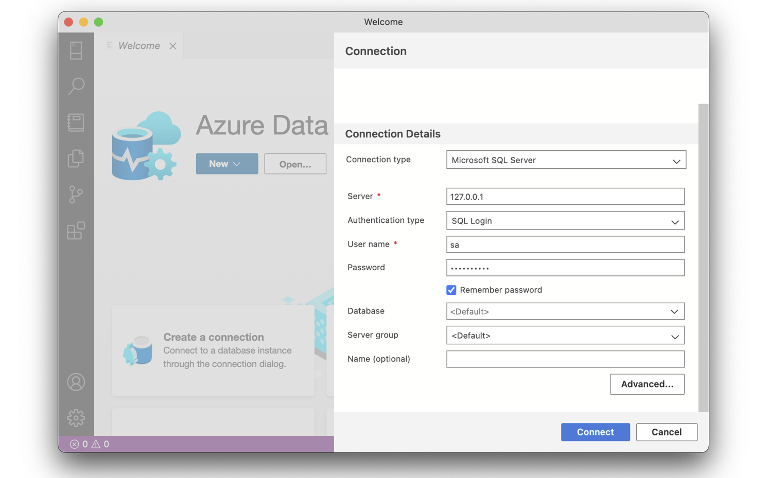 Welcome
Welcome
Connection
Azure Data
New
Open...
Connection Details
Connection type
Microsoft SQL Server
Server *
127.0.0.1
Authentication type
SQL Login
User name *
sa
Password
••••••••••
Remember password
Database
<Default>
Server group
<Default>
Name (optional)
Advanced...
Create a connection
Connect to a database instance
through the connection dialog.
Connect
Cancel
0 0